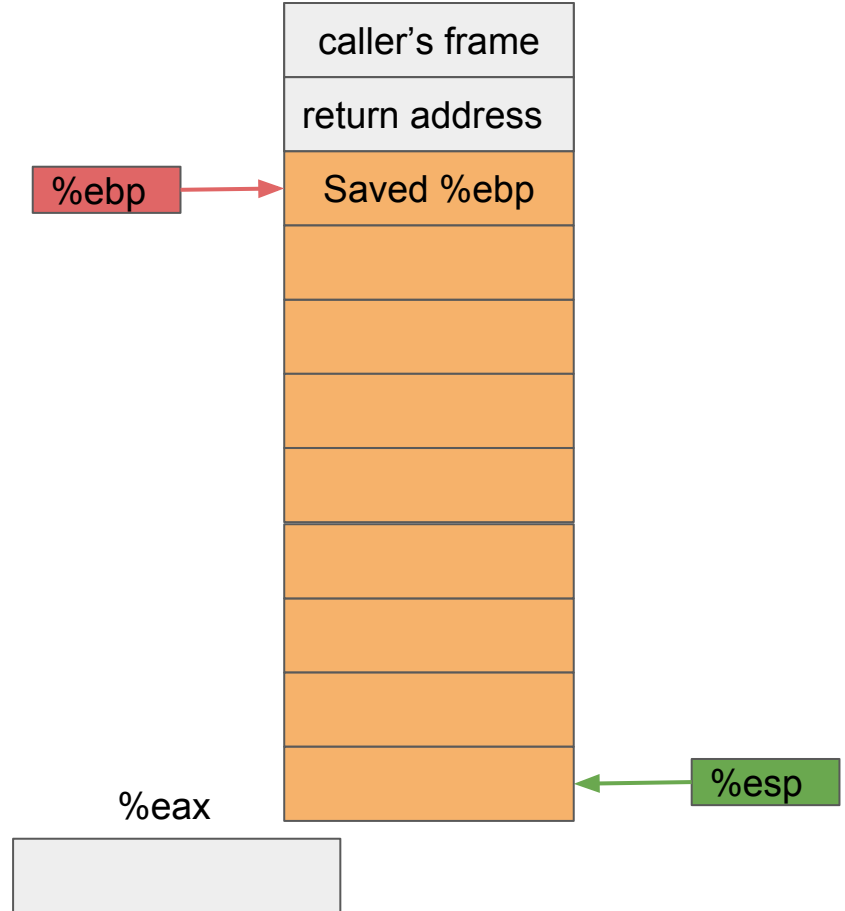 caller’s frame
return address
%ebp
Saved %ebp
%esp
%eax